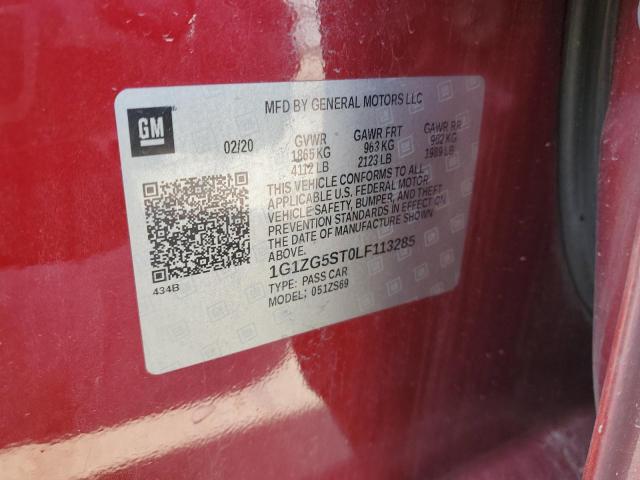 MFD BY GENERAL MOTORS LLC
GM
02/20 GVWR GAWR FRT GAWR RR
1865 KG 963 KG 902 KG
4112 LB 2123 LB 1989 LB
THIS VEHICLE CONFORMS TO ALL
APPLICABLE U.S. FEDERAL MOTOR
VEHICLE SAFETY, BUMPER, AND THEFT
PREVENTION STANDARDS IN EFFECT ON
THE DATE OF MANUFACTURE SHOWN
ABOVE.
1G1ZG5ST0LF113285
TYPE: PASS CAR
MODEL: 051ZS69
434B